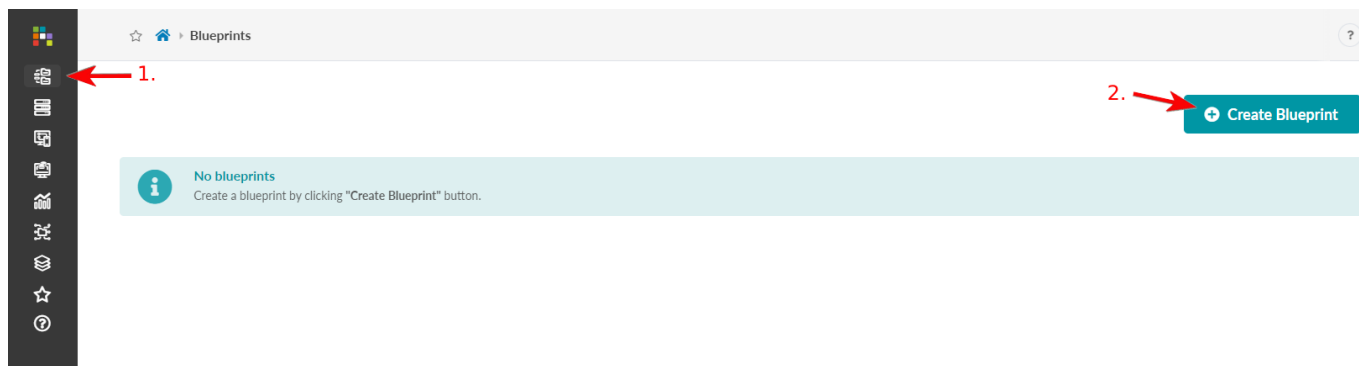 Blueprints
?
1.
2.
Create Blueprint
No blueprints
Create a blueprint by clicking "Create Blueprint" button.